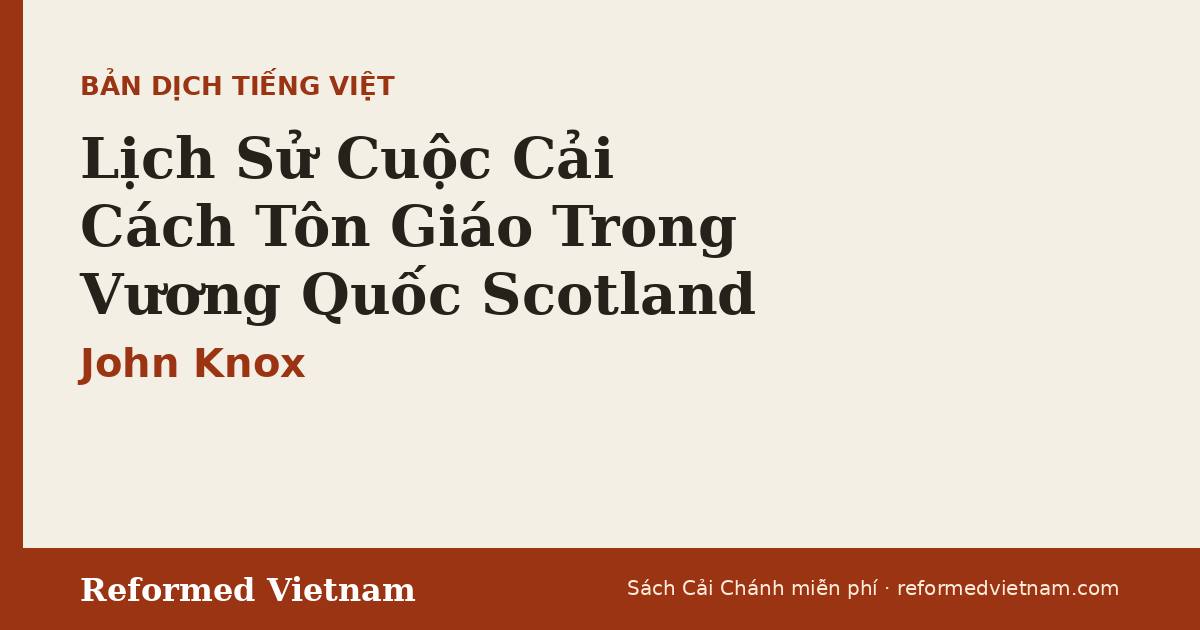 BẢN DỊCH TIẾNG VIỆT
Lịch Sử Cuộc Cải
Cách Tôn Giáo Trong
Vương Quốc Scotland
John Knox
Reformed Vietnam
Sách Cải Chánh miễn phí · reformedvietnam.com